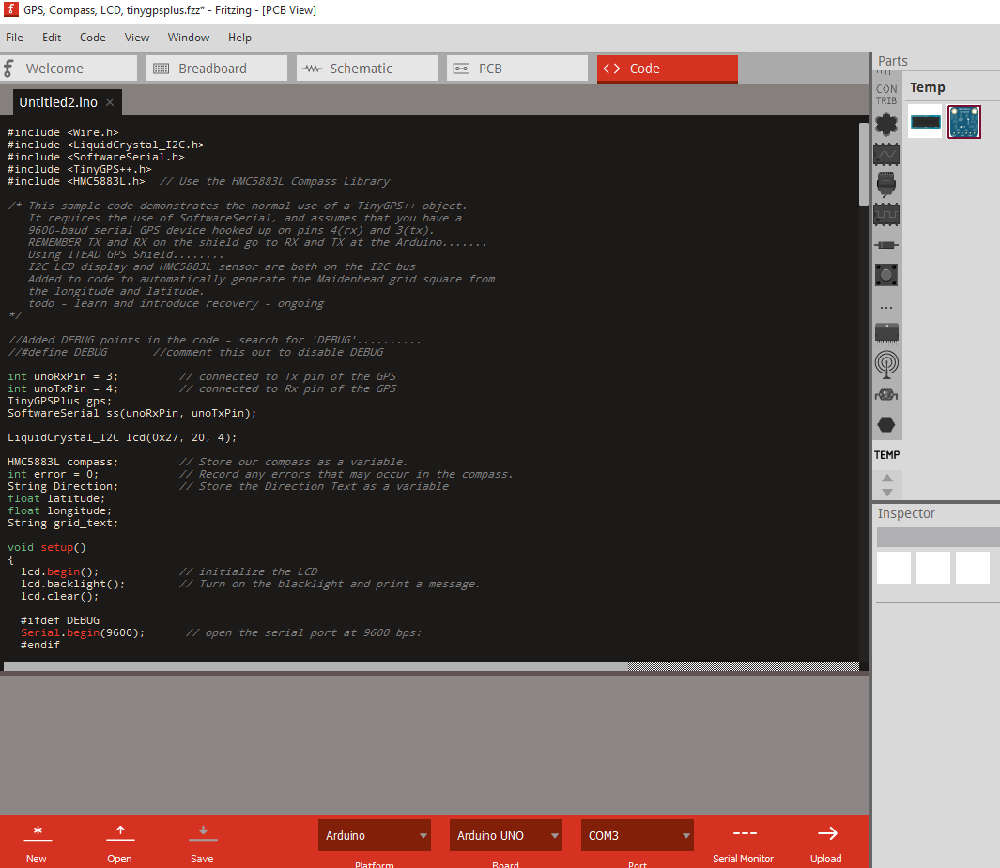 GPS, Compass, LCD, tinygpsplus.fzz* - Fritzing - [PCB View]
File Edit Code View Window Help
Welcome Breadboard Schematic PCB <> Code
Untitled2.ino ×
#include <Wire.h>
#include <LiquidCrystal_I2C.h>
#include <SoftwareSerial.h>
#include <TinyGPS++.h>
#include <HMC5883L.h>  // Use the HMC5883L Compass Library
/* This sample code demonstrates the normal use of a TinyGPS++ object.
It requires the use of SoftwareSerial, and assumes that you have a
9600-baud serial GPS device hooked up on pins 4(rx) and 3(tx).
REMEMBER TX and RX on the shield go to RX and TX at the Arduino.......
Using ITEAD GPS Shield........
I2C LCD display and HMC5883L sensor are both on the I2C bus
Added to code to automatically generate the Maidenhead grid square from
the longitude and latitude.
todo - learn and introduce recovery - ongoing
*/
//Added DEBUG points in the code - search for 'DEBUG'..........
//#define DEBUG       //comment this out to disable DEBUG
int unoRxPin = 3;         // connected to Tx pin of the GPS
int unoTxPin = 4;         // connected to Rx pin of the GPS
TinyGPSPlus gps;
SoftwareSerial ss(unoRxPin, unoTxPin);
LiquidCrystal_I2C lcd(0x27, 20, 4);
HMC5883L compass;         // Store our compass as a variable.
int error = 0;            // Record any errors that may occur in the compass.
String Direction;         // Store the Direction Text as a variable
float latitude;
float longitude;
String grid_text;
void setup()
{
lcd.begin();            // initialize the LCD
lcd.backlight();        // Turn on the blacklight and print a message.
lcd.clear();
#ifdef DEBUG
Serial.begin(9600);      // open the serial port at 9600 bps:
#endif
Parts
CON
TRIB
Temp
...
TEMP
Inspector
New Open Save
Arduino Arduino UNO COM3
Platform Board Port
Serial Monitor Upload